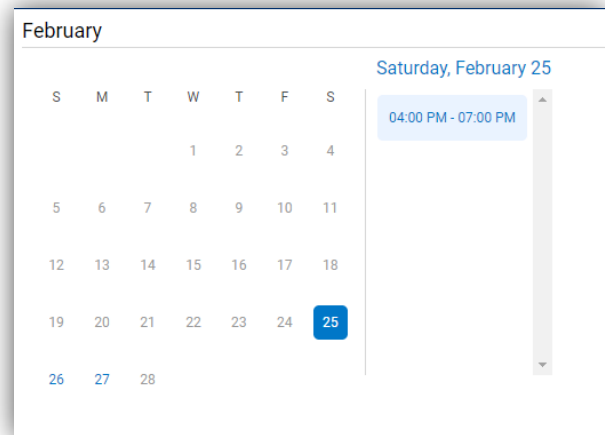 February
Saturday, February 25
S M T W T F S
04:00 PM - 07:00 PM
1 2 3 4
5 6 7 8 9 10 11
12 13 14 15 16 17 18
19 20 21 22 23 24 25
26 27 28